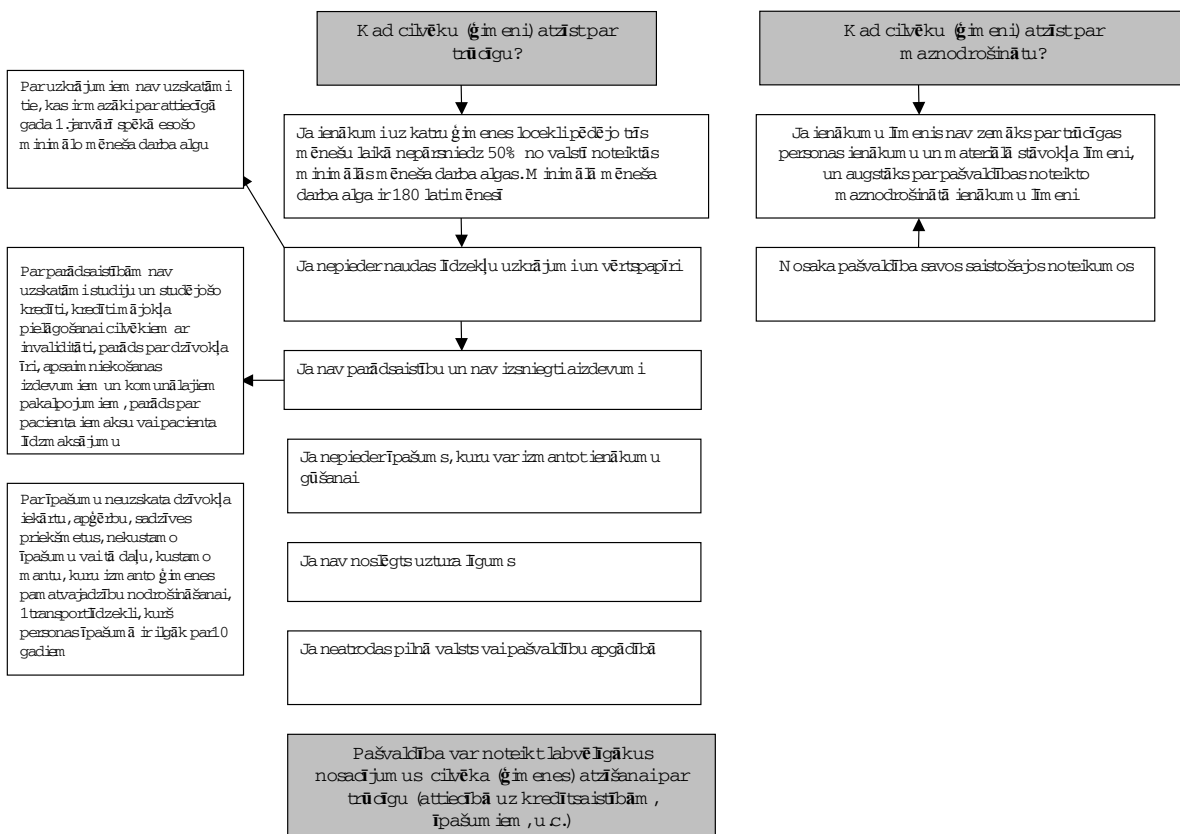 Kad cilvēku (ģimeni) atzīst par
trūcīgu?
Kad cilvēku (ģimeni) atzīst par
maznodrošinātu?
Par uzkrājumiem nav uzskatāmi
tie, kas ir mazāki par attiecīgā
gada 1.janvārī spēkā esošo
minimālo mēneša darba algu
Ja ienākumi uz katru ģimenes locekli pēdējo trīs
mēnešu laikā nepārsniedz 50% no valstī noteiktās
minimālās mēneša darba algas. Minimālā mēneša
darba alga ir 180 lati mēnesī
Ja ienākumu līmenis nav zemāks par trūcīgas
personas ienākumu un materiālā stāvokļa līmeni,
un augstāks par pašvaldības noteikto
maznodrošinātā ienākumu līmeni
Par parādsaistībām nav
uzskatāmi studiju un studējošo
kredīti, kredīti mājokļa
pielāgošanai cilvēkiem ar
invaliditāti, parāds par dzīvokļa
īri, apsaimniekošanas
izdevumiem un komunālajiem
pakalpojumiem, parāds par
pacienta iemaksu vai pacienta
līdzmaksājumu
Ja nepieder naudas līdzekļu uzkrājumi un vērtspapīri
Nosaka pašvaldība savos saistošajos noteikumos
Ja nav parādsaistību un nav izsniegti aizdevumi
Ja nepieder īpašums, kuru var izmantot ienākumu
gūšanai
Par īpašumu neuzskata dzīvokļa
iekārtu, apģērbu, sadzīves
priekšmetus, nekustamo
īpašumu vai tā daļu, kustamo
mantu, kuru izmanto ģimenes
pamatvajadzību nodrošināšanai,
1 transportlīdzekli, kurš
personas īpašumā ir ilgāk par 10
gadiem
Ja nav noslēgts uztura līgums
Ja neatrodas pilnā valsts vai pašvaldību apgādībā
Pašvaldība var noteikt labvēlīgākus
nosacījumus cilvēka (ģimenes) atzīšanai par
trūcīgu (attiecībā uz kredītsaistībām,
īpašumiem, u.c.)